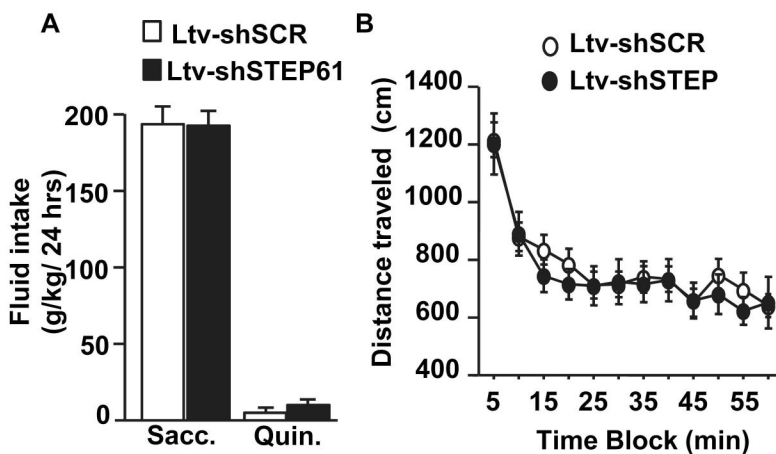 A
Ltv-shSCR
Ltv-shSTEP61
Fluid intake
(g/kg/ 24 hrs)
200
150
100
50
0
Sacc. Quin.
B
Ltv-shSCR
Ltv-shSTEP
Distance traveled (cm)
1400
1200
1000
800
600
400
5 15 25 35 45 55
Time Block (min)